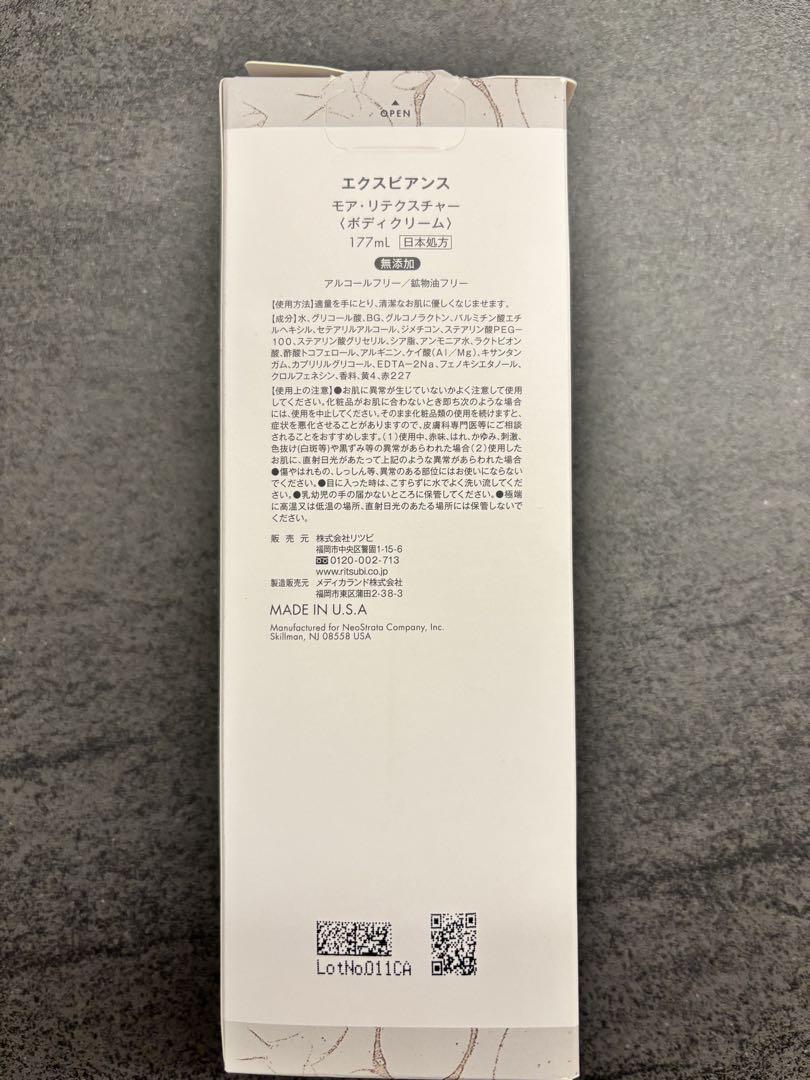 ▲
OPEN
エクスビアンス
モア・リテクスチャー
〈ボディクリーム〉
177mL 日本処方
無添加
アルコールフリー／鉱物油フリー
【使用方法】適量を手にとり、清潔なお肌に優しくなじませます。
【成分】水、グリコール酸、BG、グルコノラクトン、パルミチン酸エチ
ルヘキシル、セテアリルアルコール、ジメチコン、ステアリン酸PEG－
100、ステアリン酸グリセリル、シア脂、アンモニア水、ラクトビオン
酸、酢酸トコフェロール、アルギニン、ケイ酸(Al／Mg)、キサンタン
ガム、カプリリルグリコール、EDTA－2Na、フェノキシエタノール、
クロルフェネシン、香料、黄4、赤227
【使用上の注意】●お肌に異常が生じていないかよく注意して使用
してください。化粧品がお肌に合わないとき即ち次のような場合
には、使用を中止してください。そのまま化粧品類の使用を続けますと、
症状を悪化させることがありますので、皮膚科専門医等にご相談
されることをおすすめします。(1)使用中、赤味、はれ、かゆみ、刺激、
色抜け(白斑等)や黒ずみ等の異常があらわれた場合(2)使用した
お肌に、直射日光があたって上記のような異常があらわれた場合
●傷やはれもの、しっしん等、異常のある部位にはお使いにならない
でください。●目に入った時は、こすらずに水でよく洗い流してくだ
さい。●乳幼児の手の届かないところに保管してください。●極端
に高温又は低温の場所、直射日光のあたる場所には保管しないで
ください。
販売元 株式会社リツビ
福岡市中央区警固1-15-6
0120-002-713
www.ritsubi.co.jp
製造販売元 メディカランド株式会社
福岡市東区蒲田2-38-3
MADE IN U.S.A
Manufactured for NeoStrata Company, Inc.
Skillman, NJ 08558 USA
LotNo.011CA